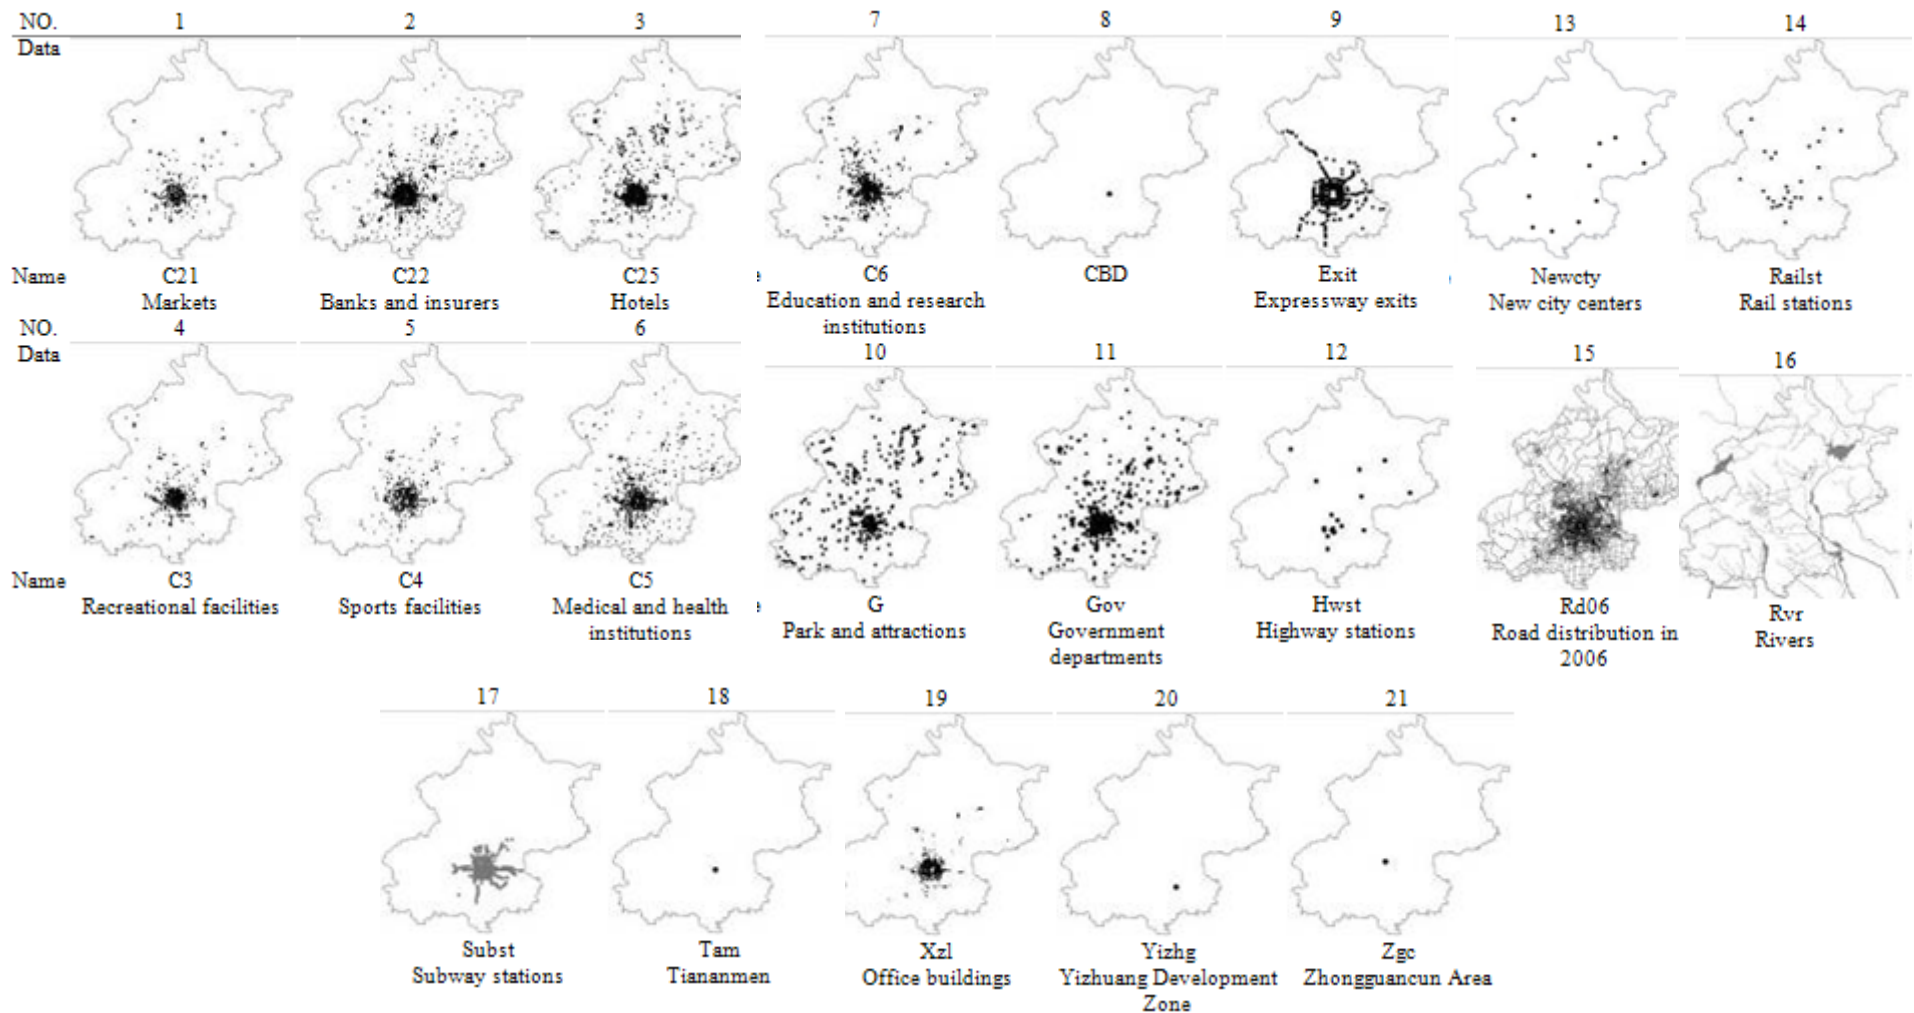 NO. 1 2 3 7 8 9 13 14
Data
Name C21 C22 C25 C6 CBD Exit Newcty Railst
Markets Banks and insurers Hotels Education and research Expressway exits New city centers Rail stations
institutions
NO. 4 5 6 10 11 12 15 16
Data
Name C3 C4 C5 G Gov Hwst Rd06 Rvr
Recreational facilities Sports facilities Medical and health Park and attractions Government Highway stations Road distribution in Rivers
institutions departments 2006
17 18 19 20 21
Subst Tam Xzl Yizhg Zgc
Subway stations Tiananmen Office buildings Yizhuang Development Zhongguancun Area
Zone